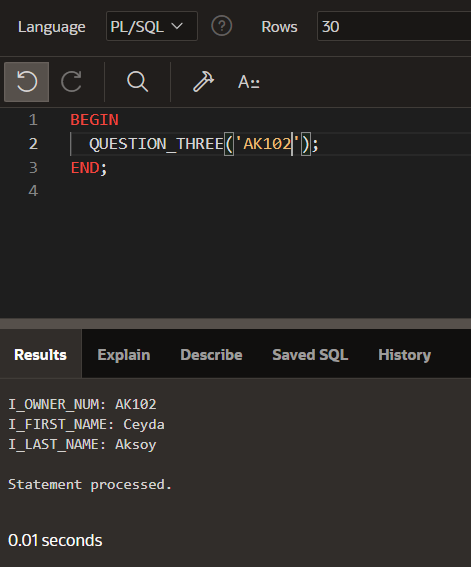 Language PL/SQL ? Rows 30
A::
1 BEGIN
2 QUESTION_THREE('AK102');
3 END;
4
Results Explain Describe Saved SQL History
I_OWNER_NUM: AK102
I_FIRST_NAME: Ceyda
I_LAST_NAME: Aksoy
Statement processed.
0.01 seconds